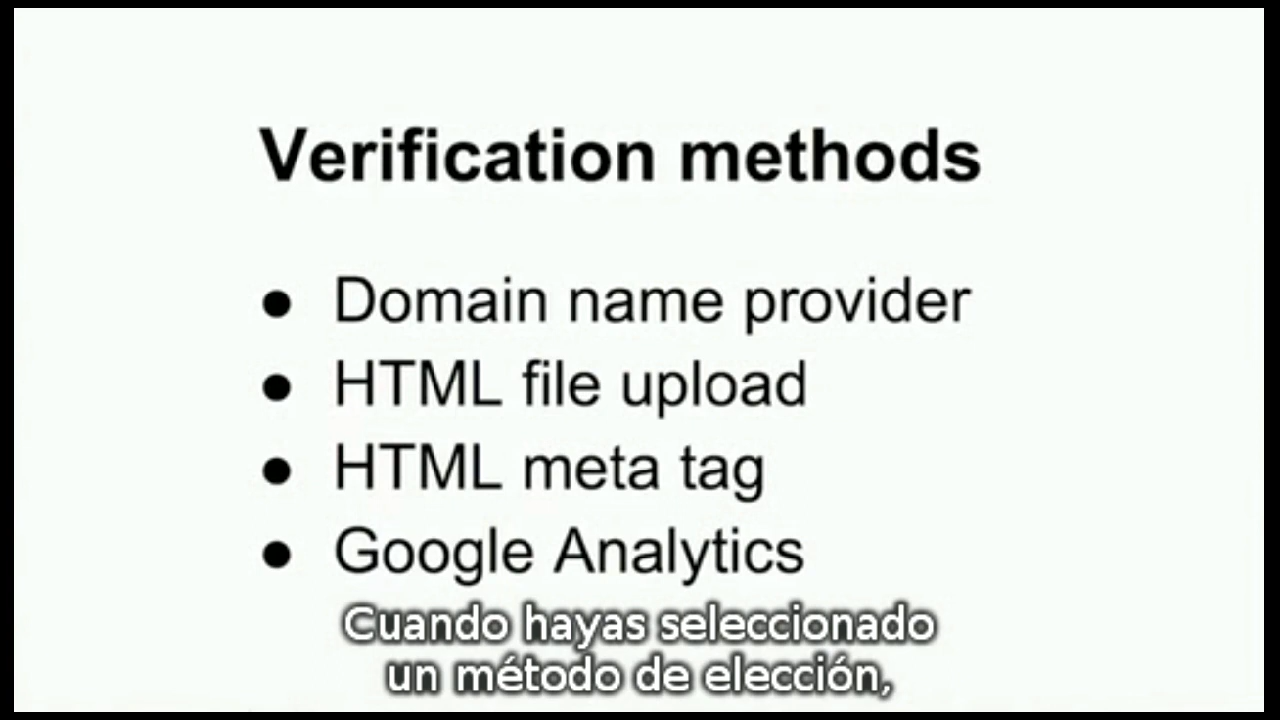 Verification methods
● Domain name provider
● HTML file upload
● HTML meta tag
● Google Analytics
Cuando hayas seleccionado
un método de elección,